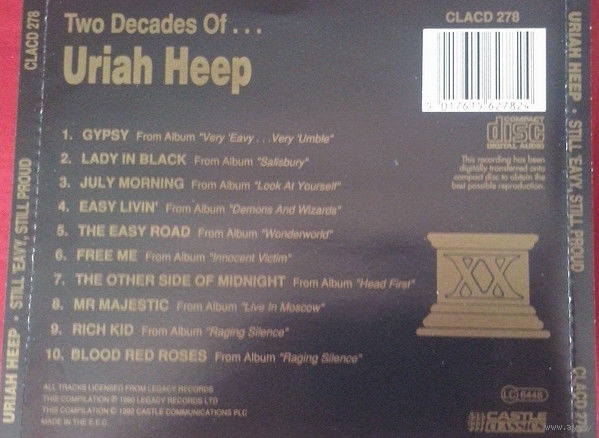 CLACD 278
URIAH HEEP • STILL 'EAVY, STILL PROUD
Two Decades Of . . .
Uriah Heep
CLACD 278
5 017615 627824
COMPACT
disc
DIGITAL AUDIO
This recording has been
digitally transferred onto
compact disc to obtain the
best possible reproduction.
1. GYPSY From Album "Very 'Eavy . . . Very 'Umble"
2. LADY IN BLACK From Album "Salisbury"
3. JULY MORNING From Album "Look At Yourself"
4. EASY LIVIN' From Album "Demons And Wizards"
5. THE EASY ROAD From Album "Wonderworld"
6. FREE ME From Album "Innocent Victim"
7. THE OTHER SIDE OF MIDNIGHT From Album "Head First"
8. MR MAJESTIC From Album "Live In Moscow"
9. RICH KID From Album "Raging Silence"
10. BLOOD RED ROSES From Album "Raging Silence"
XX
ALL TRACKS LICENSED FROM LEGACY RECORDS
THIS COMPILATION ℗ 1990 LEGACY RECORDS LTD
THIS COMPILATION © 1992 CASTLE COMMUNICATIONS PLC
MADE IN THE E.E.C.
LC 6448
CASTLE
CLASSICS
URIAH HEEP • STILL 'EAVY, STILL PROUD
CLACD 278